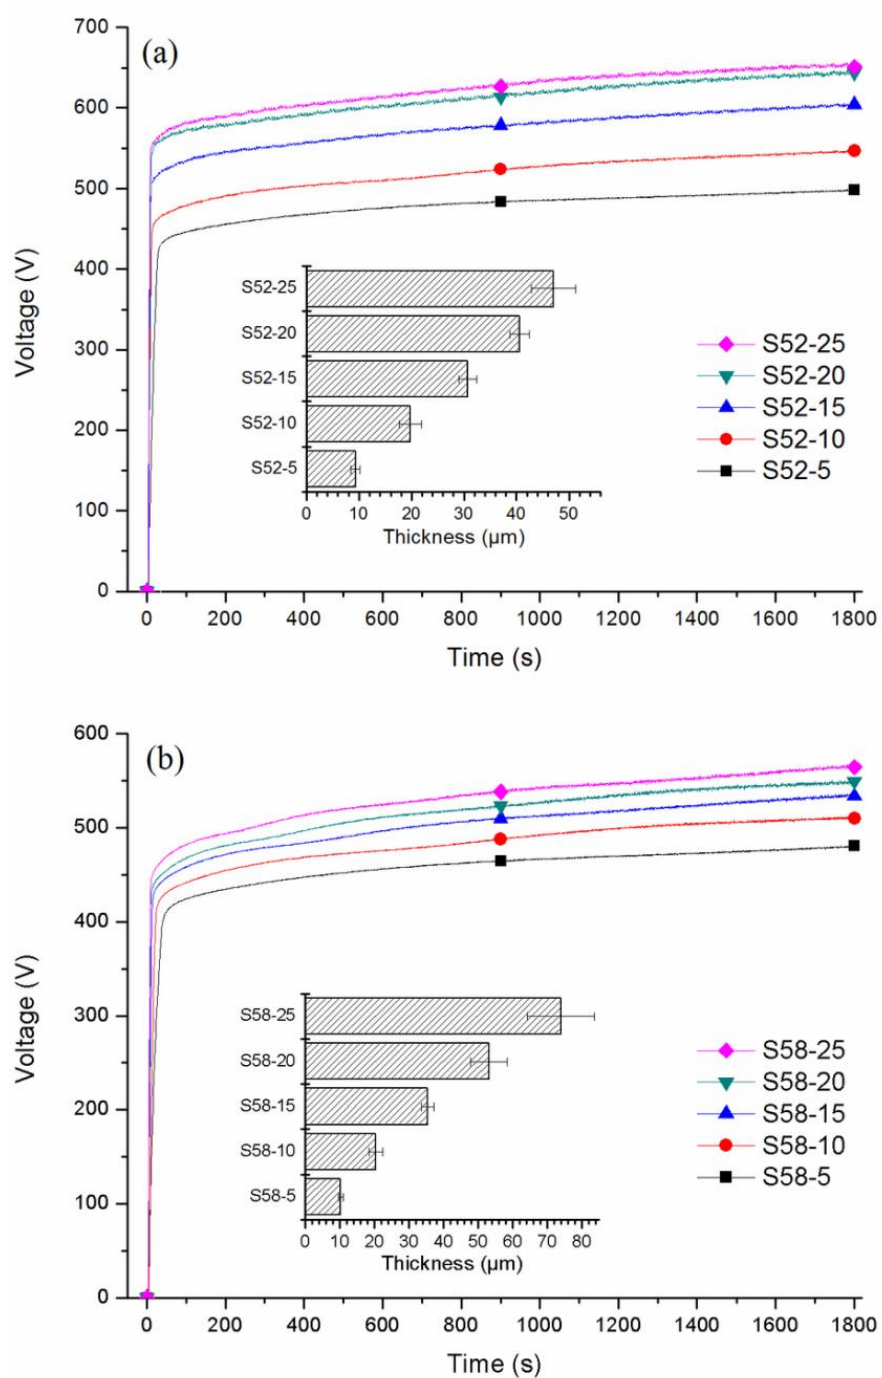 (a)
Voltage (V)
700
600
500
400
300
200
100
0
S52-25
S52-20
S52-15
S52-10
S52-5
0 10 20 30 40 50
Thickness (μm)
S52-25
S52-20
S52-15
S52-10
S52-5
0 200 400 600 800 1000 1200 1400 1600 1800
Time (s)
(b)
Voltage (V)
600
500
400
300
200
100
0
S58-25
S58-20
S58-15
S58-10
S58-5
0 10 20 30 40 50 60 70 80
Thickness (μm)
S58-25
S58-20
S58-15
S58-10
S58-5
0 200 400 600 800 1000 1200 1400 1600 1800
Time (s)